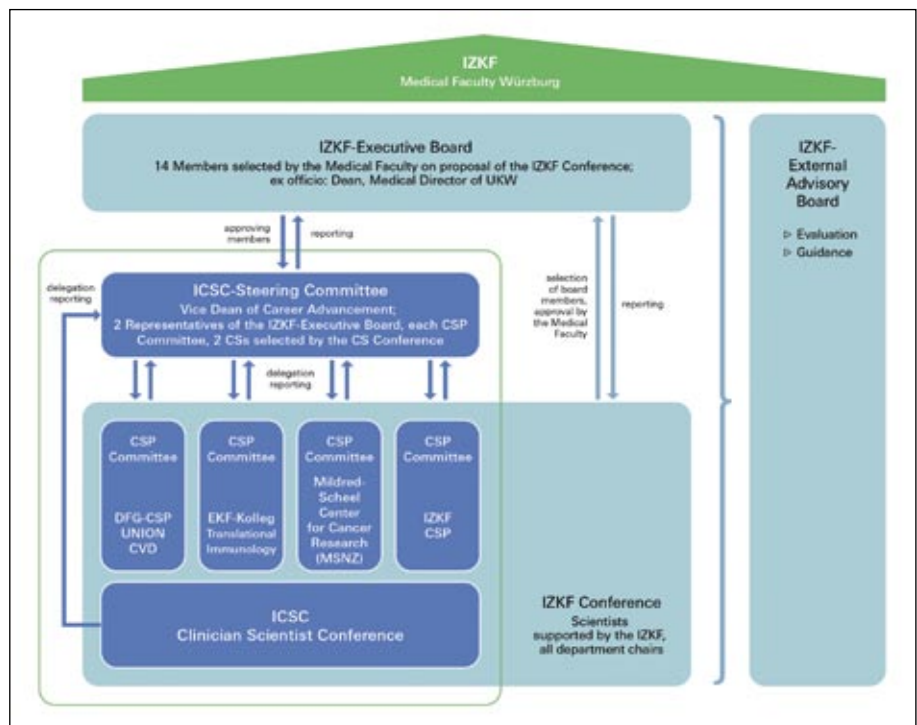 IZKF
Medical Faculty Würzburg
IZKF-Executive Board
14 Members selected by the Medical Faculty on proposal of the IZKF Conference;
ex officio: Dean, Medical Director of UKW
IZKF-
External
Advisory
Board
▷ Evaluation
▷ Guidance
approving
members
reporting
delegation
reporting
ICSC-Steering Committee
Vice Dean of Career Advancement;
2 Representatives of the IZKF-Executive Board, each CSP
Committee, 2 CSs selected by the CS Conference
selection
of board
members,
approval by
the Medical
Faculty
reporting
delegation
reporting
CSP
Committee
DFG-CSP
UNION
CVD
CSP
Committee
EKF-Kolleg
Translational
Immunology
CSP
Committee
Mildred-
Scheel
Center
for Cancer
Research
(MSNZ)
CSP
Committee
IZKF
CSP
ICSC
Clinician Scientist Conference
IZKF Conference
Scientists
supported by the IZKF,
all department chairs